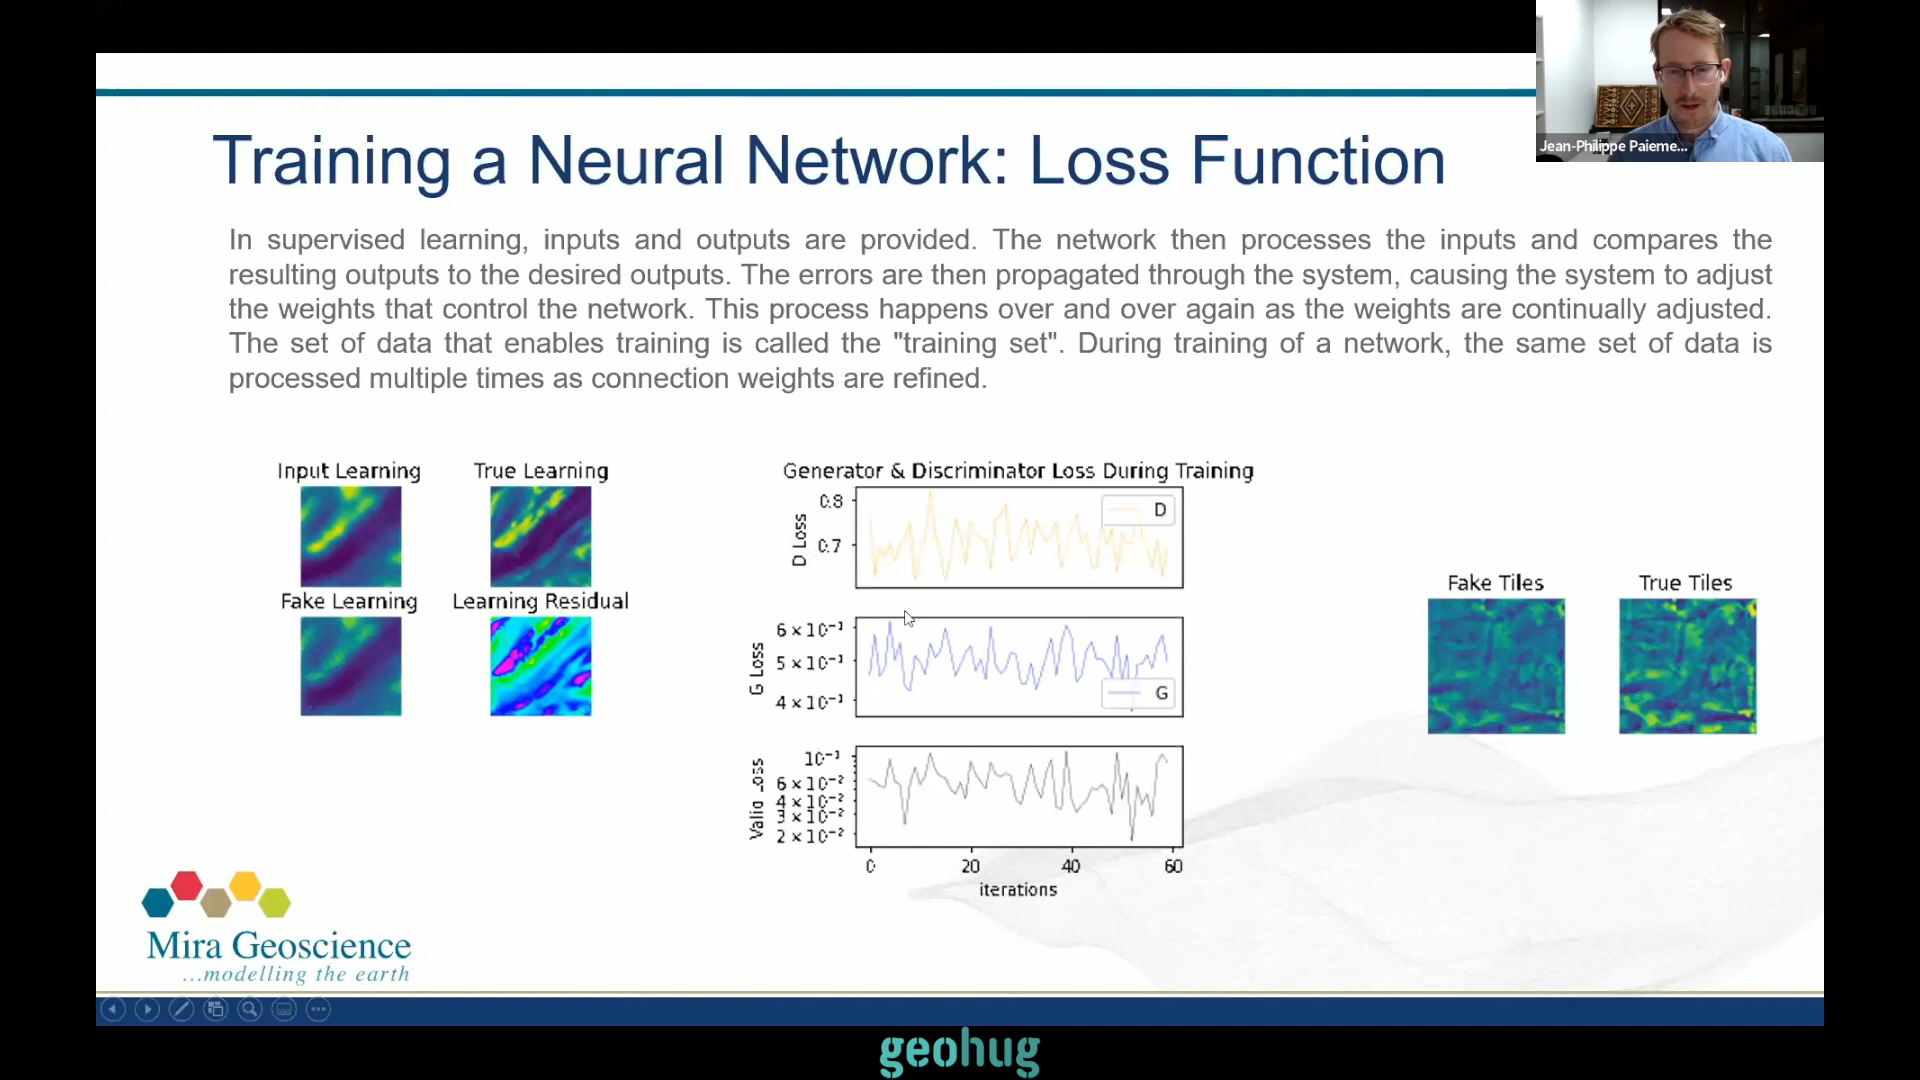 Jean-Philippe Paieme...
Training a Neural Network: Loss Function
In supervised learning, inputs and outputs are provided. The network then processes the inputs and compares the
resulting outputs to the desired outputs. The errors are then propagated through the system, causing the system to adjust
the weights that control the network. This process happens over and over again as the weights are continually adjusted.
The set of data that enables training is called the "training set". During training of a network, the same set of data is
processed multiple times as connection weights are refined.
Input Learning
True Learning
Fake Learning
Learning Residual
Generator & Discriminator Loss During Training
D Loss
0.8
0.7
D
G Loss
6 × 10⁻¹
5 × 10⁻¹
4 × 10⁻¹
G
Valid Loss
10⁻¹
6 × 10⁻²
4 × 10⁻²
3 × 10⁻²
2 × 10⁻²
0 20 40 60
iterations
Fake Tiles
True Tiles
Mira Geoscience
...modelling the earth
geohug